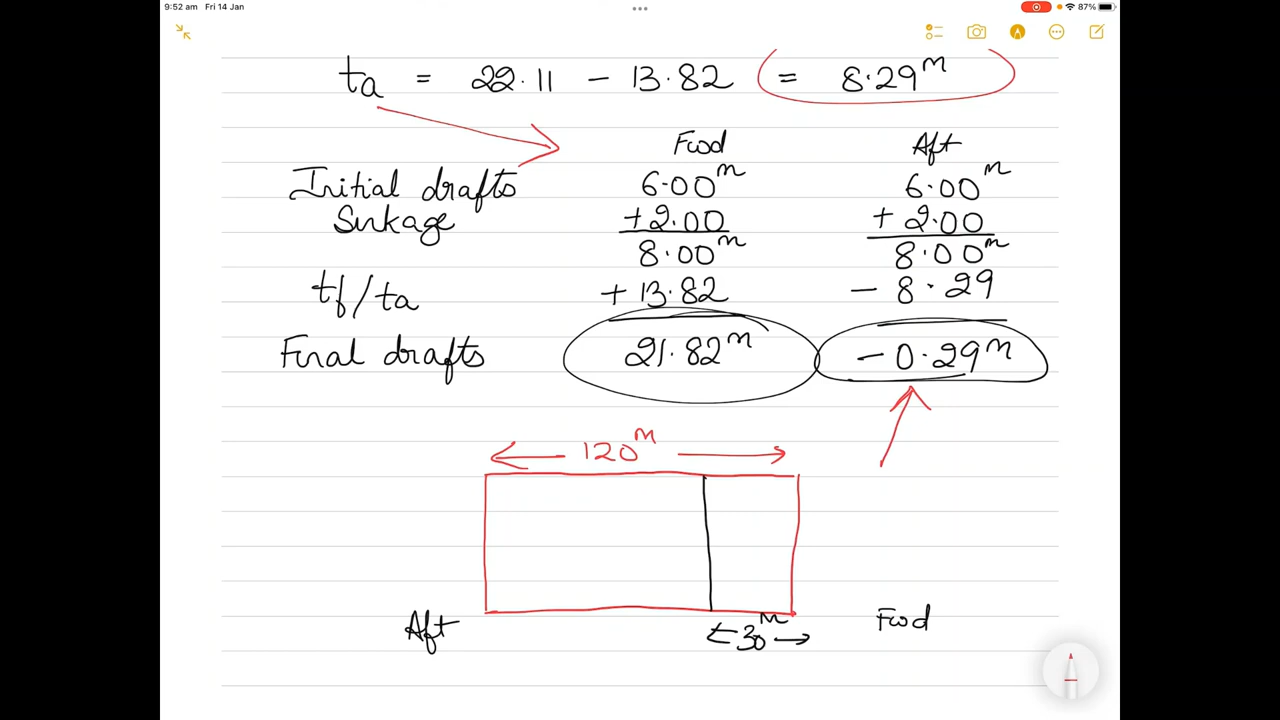 9:52 am Fri 14 Jan
87%
ta = 22.11 - 13.82 = 8.29m
Fwd Aft
Initial drafts 6.00m 6.00m
Sinkage +2.00 +2.00
8.00m 8.00m
tf/ta +13.82 - 8.29
Final drafts 21.82m -0.29m
120m
Aft 30m Fwd